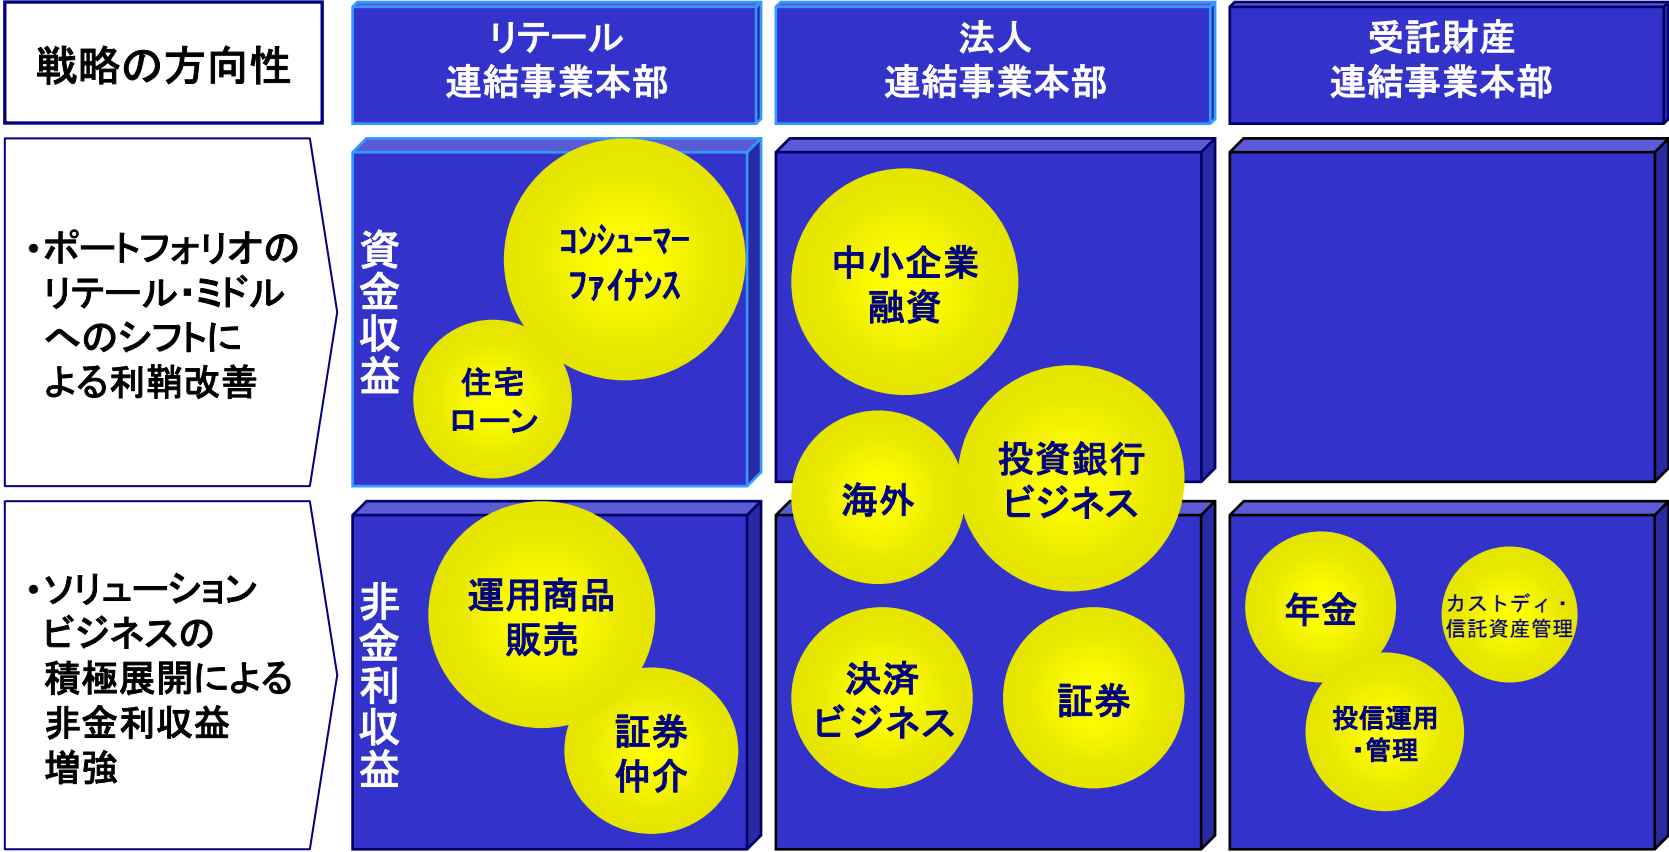 戦略の方向性
リテール
連結事業本部
法人
連結事業本部
受託財産
連結事業本部
・ポートフォリオの
リテール・ミドル
へのシフトに
よる利鞘改善
資金収益
コンシューマー
ファイナンス
住宅
ローン
中小企業
融資
海外
投資銀行
ビジネス
・ソリューション
ビジネスの
積極展開による
非金利収益
増強
非金利収益
運用商品
販売
証券
仲介
決済
ビジネス
証券
年金
カストディ・
信託資産管理
投信運用
・管理